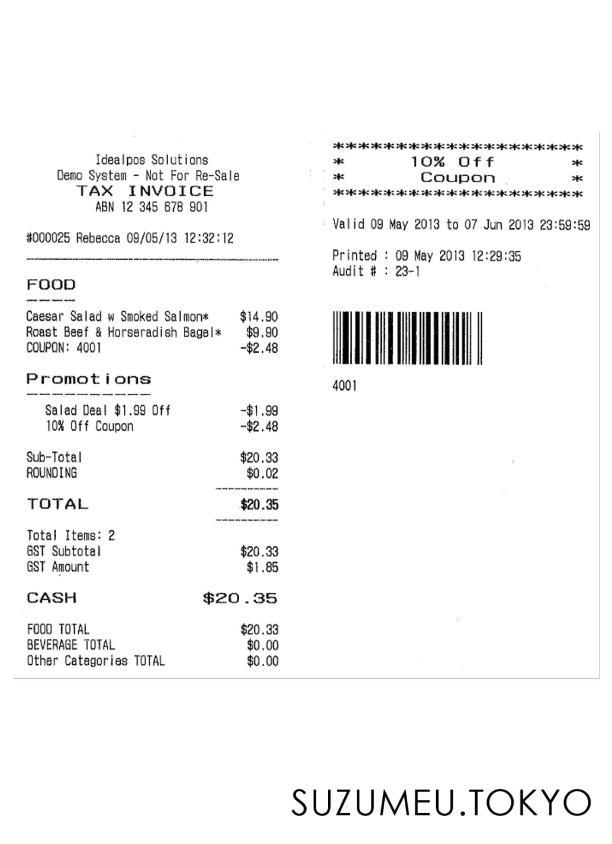 Idealpos Solutions
Demo System - Not For Re-Sale
TAX INVOICE
ABN 12 345 678 901
#000025 Rebecca 09/05/13 12:32:12
FOOD
Caesar Salad w Smoked Salmon* $14.90
Roast Beef & Horseradish Bagel* $9.90
COUPON: 4001 -$2.48
Promotions
Salad Deal $1.99 Off -$1.99
10% Off Coupon -$2.48
Sub-Total $20.33
ROUNDING $0.02
TOTAL $20.35
Total Items: 2
GST Subtotal $20.33
GST Amount $1.85
CASH $20.35
FOOD TOTAL $20.33
BEVERAGE TOTAL $0.00
Other Categories TOTAL $0.00
********************
* 10% Off *
* Coupon *
********************
Valid 09 May 2013 to 07 Jun 2013 23:59:59
Printed : 09 May 2013 12:29:35
Audit # : 23-1
4001
SUZUMEU.TOKYO